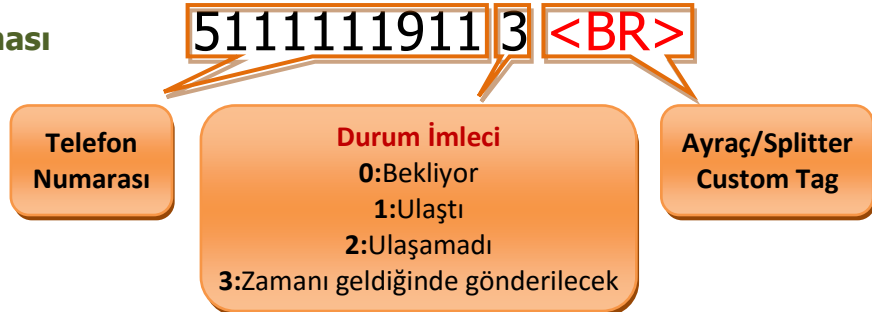 ması
5111111911 3 <BR>
Telefon
Numarası
Durum İmleci
0:Bekliyor
1:Ulaştı
2:Ulaşamadı
3:Zamanı geldiğinde gönderilecek
Ayraç/Splitter
Custom Tag